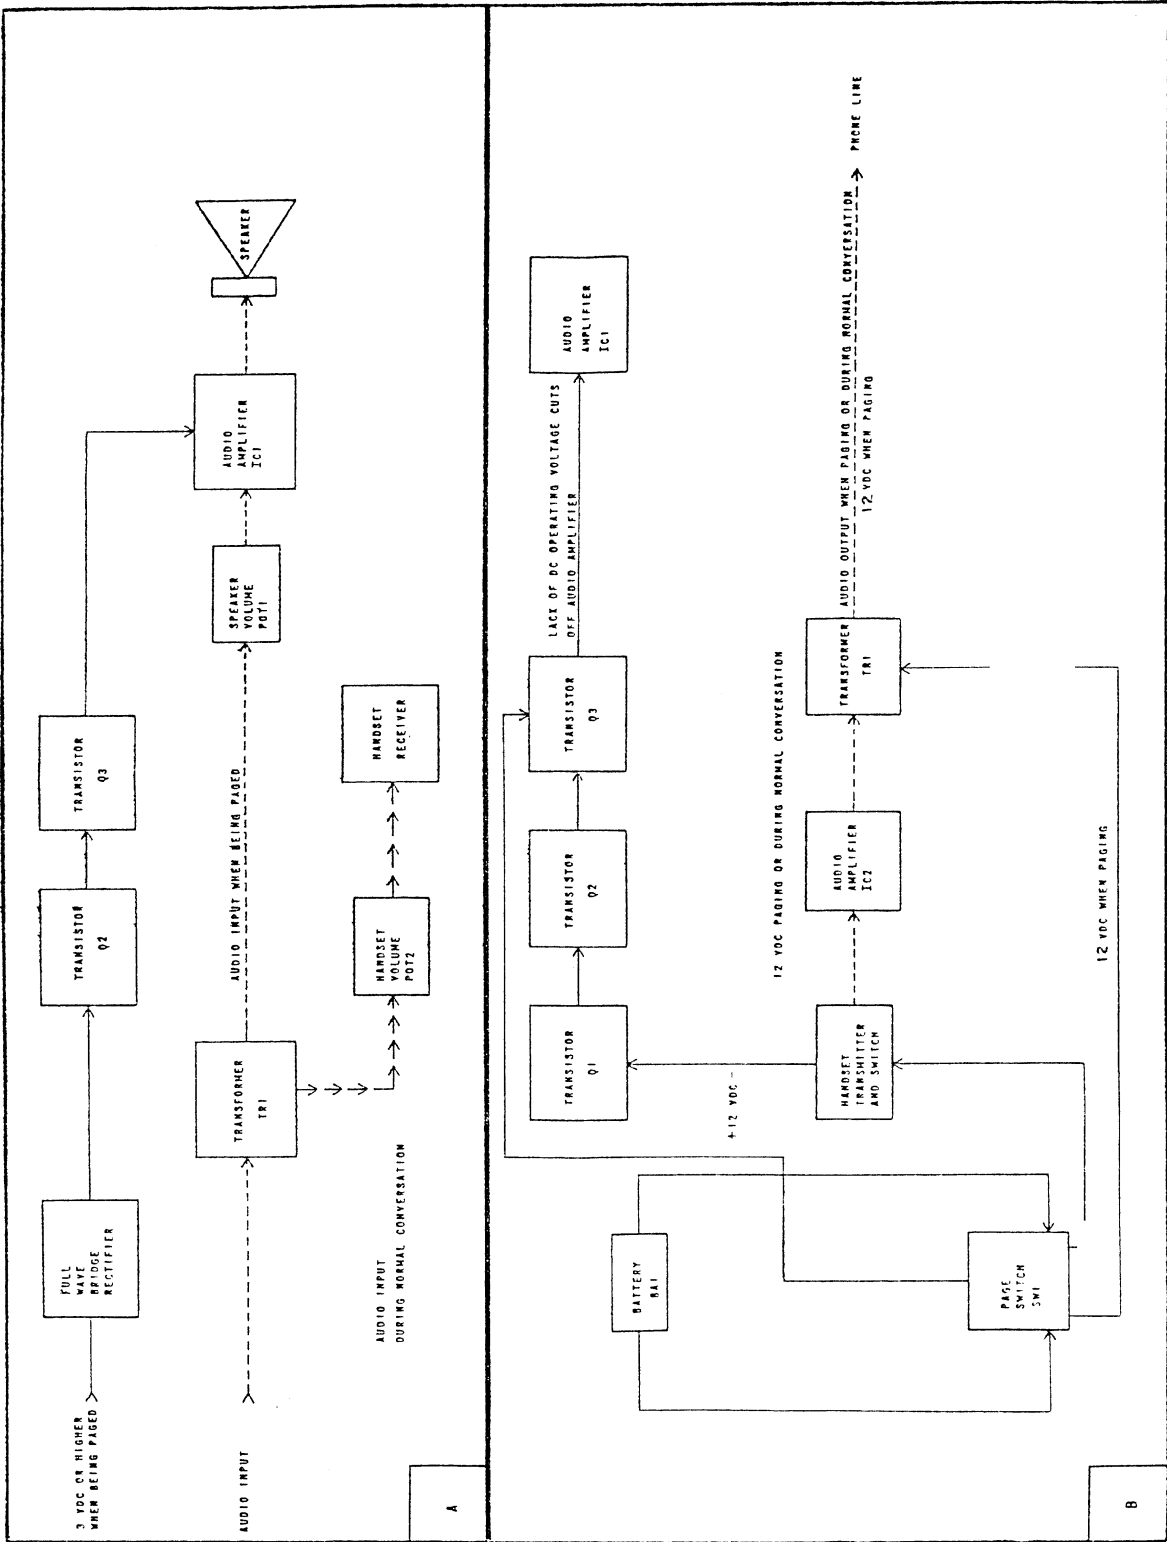 3 VDC OR HIGHER
WHEN BEING PAGED
FULL
WAVE
BRIDGE
RECTIFIER
TRANSISTOR
Q2
TRANSISTOR
Q3
AUDIO INPUT
TRANSFORMER
TR1
AUDIO INPUT WHEN BEING PAGED
SPEAKER
VOLUME
POT1
AUDIO
AMPLIFIER
IC1
SPEAKER
AUDIO INPUT
DURING NORMAL CONVERSATION
HANDSET
VOLUME
POT2
HANDSET
RECEIVER
A
TRANSISTOR
Q1
TRANSISTOR
Q2
TRANSISTOR
Q3
LACK OF DC OPERATING VOLTAGE CUTS
OFF AUDIO AMPLIFIER
AUDIO
AMPLIFIER
IC1
BATTERY
BA1
+12 VDC -
12 VDC PAGING OR DURING NORMAL CONVERSATION
HANDSET
TRANSMITTER
AND SWITCH
AUDIO
AMPLIFIER
IC2
TRANSFORMER
TR1
AUDIO OUTPUT WHEN PAGING OR DURING NORMAL CONVERSATION
12 VDC WHEN PAGING
PHONE LINE
PAGE
SWITCH
SW1
12 VDC WHEN PAGING
B